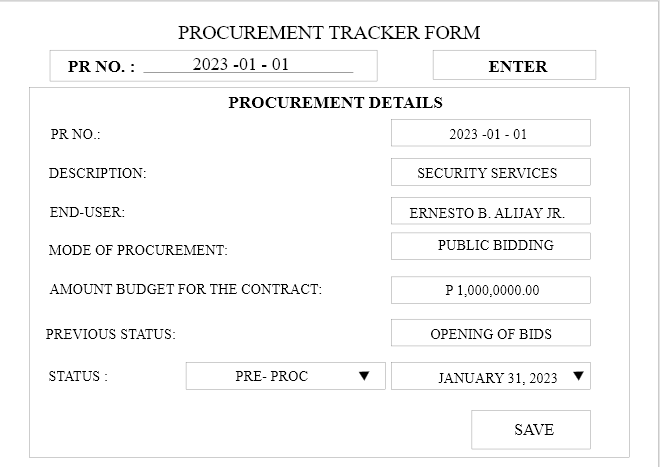 PROCUREMENT TRACKER FORM
PR NO. : 2023 -01 - 01 ENTER
PROCUREMENT DETAILS
PR NO.: 2023 -01 - 01
DESCRIPTION: SECURITY SERVICES
END-USER: ERNESTO B. ALIJAY JR.
MODE OF PROCUREMENT: PUBLIC BIDDING
AMOUNT BUDGET FOR THE CONTRACT: P 1,000,0000.00
PREVIOUS STATUS: OPENING OF BIDS
STATUS : PRE- PROC JANUARY 31, 2023
SAVE